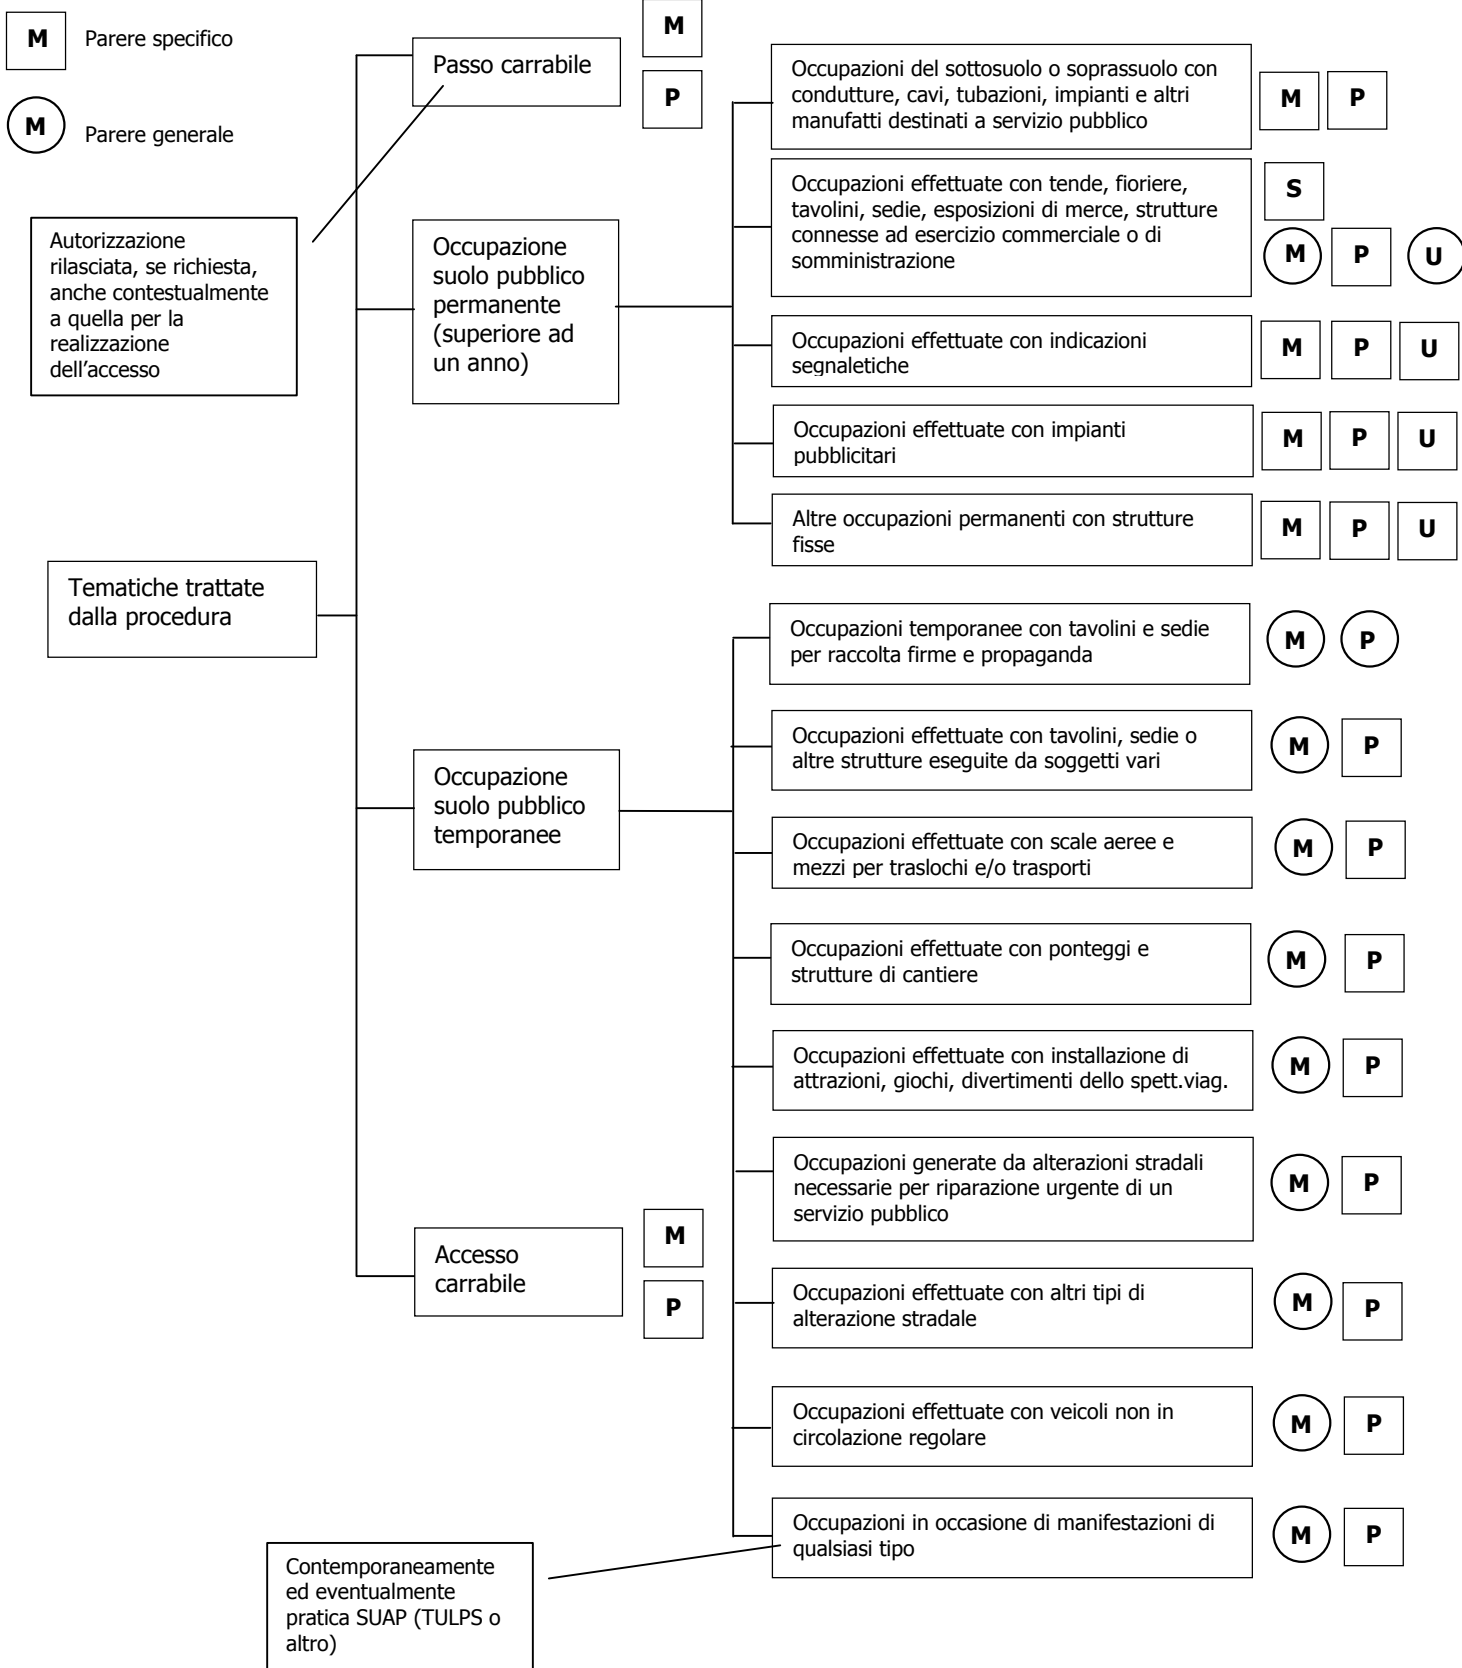 M
Parere specifico
M
Parere generale
Autorizzazione
rilasciata, se richiesta,
anche contestualmente
a quella per la
realizzazione
dell'accesso
Tematiche trattate
dalla procedura
Passo carrabile
M
P
Occupazione
suolo pubblico
permanente
(superiore ad
un anno)
Occupazioni del sottosuolo o soprassuolo con
condutture, cavi, tubazioni, impianti e altri
manufatti destinati a servizio pubblico
M P
Occupazioni effettuate con tende, fioriere,
tavolini, sedie, esposizioni di merce, strutture
connesse ad esercizio commerciale o di
somministrazione
S
M P U
Occupazioni effettuate con indicazioni
segnaletiche
M P U
Occupazioni effettuate con impianti
pubblicitari
M P U
Altre occupazioni permanenti con strutture
fisse
M P U
Occupazione
suolo pubblico
temporanee
Occupazioni temporanee con tavolini e sedie
per raccolta firme e propaganda
M P
Occupazioni effettuate con tavolini, sedie o
altre strutture eseguite da soggetti vari
M P
Occupazioni effettuate con scale aeree e
mezzi per traslochi e/o trasporti
M P
Occupazioni effettuate con ponteggi e
strutture di cantiere
M P
Occupazioni effettuate con installazione di
attrazioni, giochi, divertimenti dello spett.viag.
M P
Occupazioni generate da alterazioni stradali
necessarie per riparazione urgente di un
servizio pubblico
M P
Occupazioni effettuate con altri tipi di
alterazione stradale
M P
Occupazioni effettuate con veicoli non in
circolazione regolare
M P
Occupazioni in occasione di manifestazioni di
qualsiasi tipo
M P
Accesso
carrabile
M
P
Contemporaneamente
ed eventualmente
pratica SUAP (TULPS o
altro)